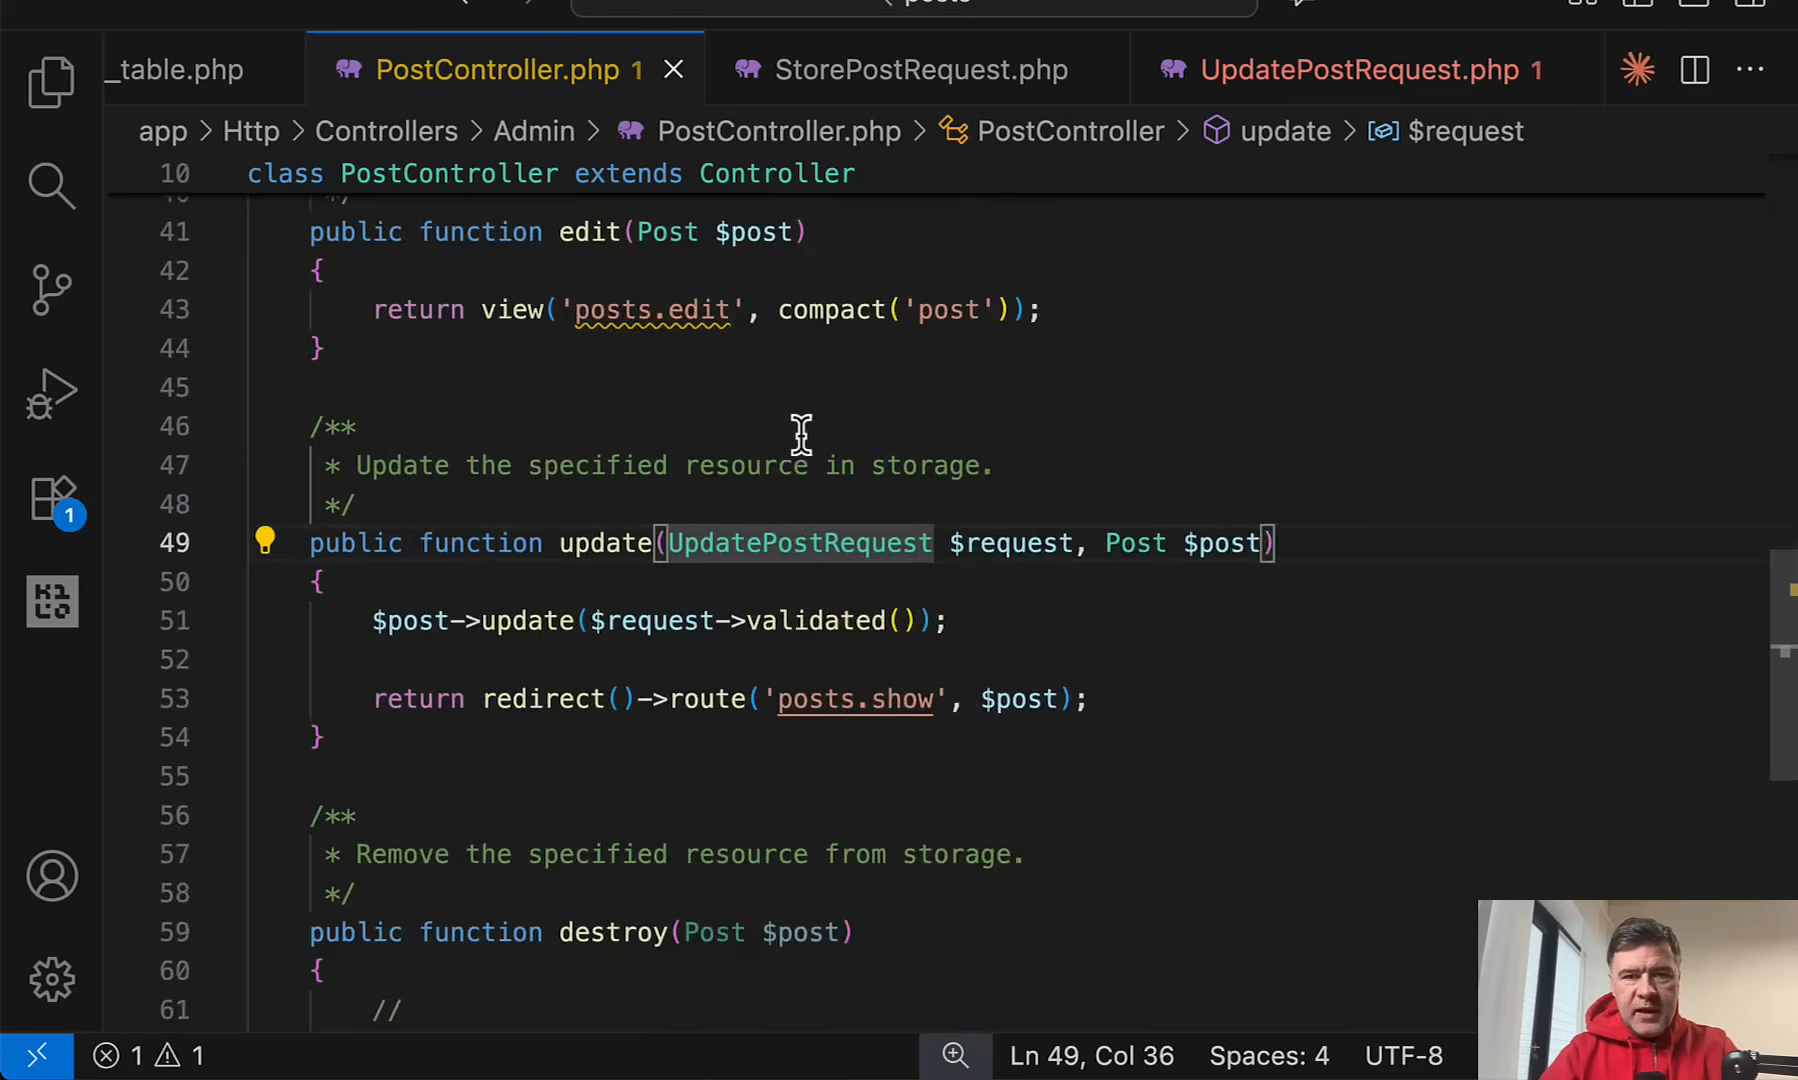 posts
_table.php
PostController.php 1
StorePostRequest.php
UpdatePostRequest.php 1
app > Http > Controllers > Admin > PostController.php > PostController > update > $request
10 class PostController extends Controller
40 */
41 public function edit(Post $post)
42 {
43 return view('posts.edit', compact('post'));
44 }
45
46 /**
47 * Update the specified resource in storage.
48 */
49 public function update(UpdatePostRequest $request, Post $post)
50 {
51 $post->update($request->validated());
52
53 return redirect()->route('posts.show', $post);
54 }
55
56 /**
57 * Remove the specified resource from storage.
58 */
59 public function destroy(Post $post)
60 {
61 //
1
1 1
Ln 49, Col 36
Spaces: 4
UTF-8